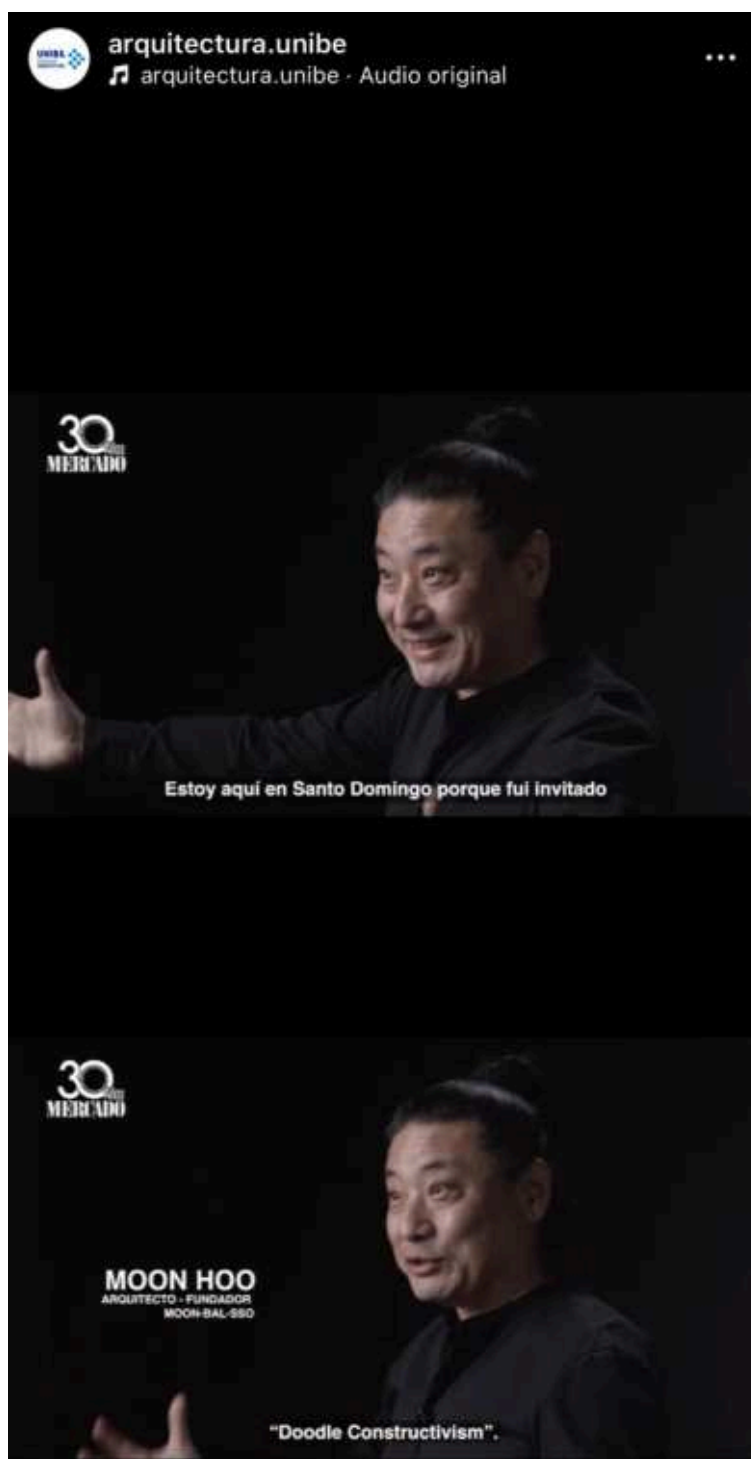 arquitectura.unibe
arquitectura.unibe · Audio original
30
MERCADO
Estoy aquí en Santo Domingo porque fui invitado
30
MERCADO
MOON HOO
ARQUITECTO - FUNDADOR
MOON-BAL-SSO
“Doodle Constructivism”.